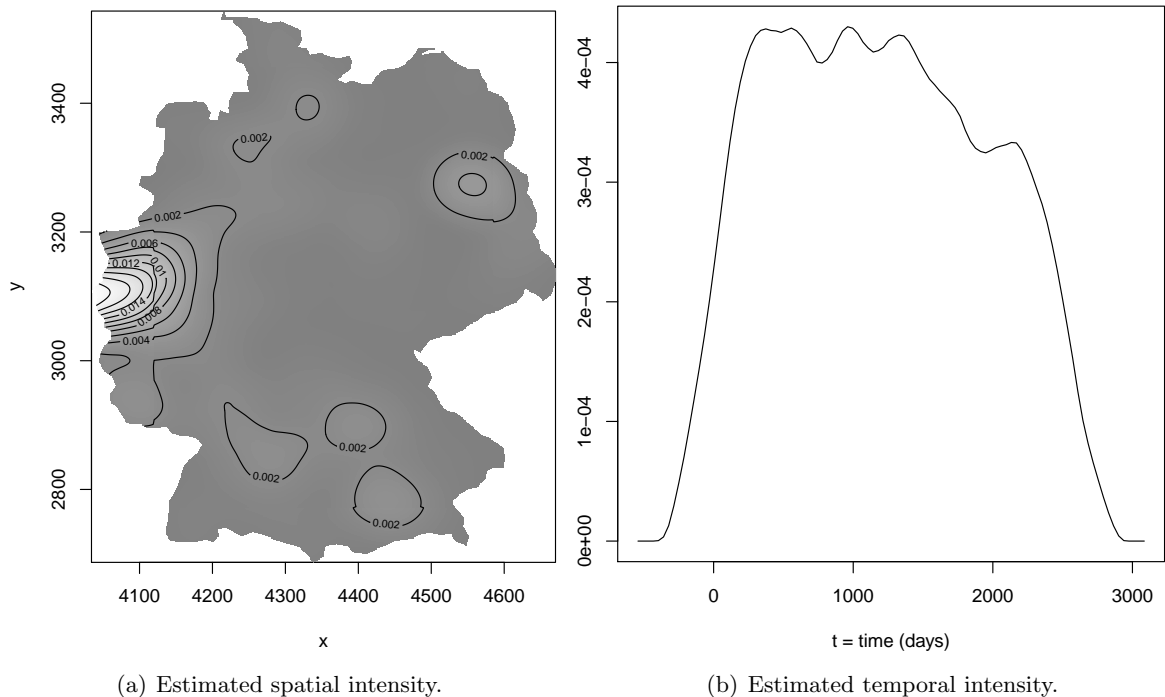 3400
3200
3000
2800
y
0.002
0.002
0.002
0.006
0.012
0.01
0.014
0.008
0.004
0.002
0.002
0.002
4100
4200
4300
4400
4500
4600
x
(a) Estimated spatial intensity.
4e−04
3e−04
2e−04
1e−04
0e+00
0
1000
2000
3000
t = time (days)
(b) Estimated temporal intensity.